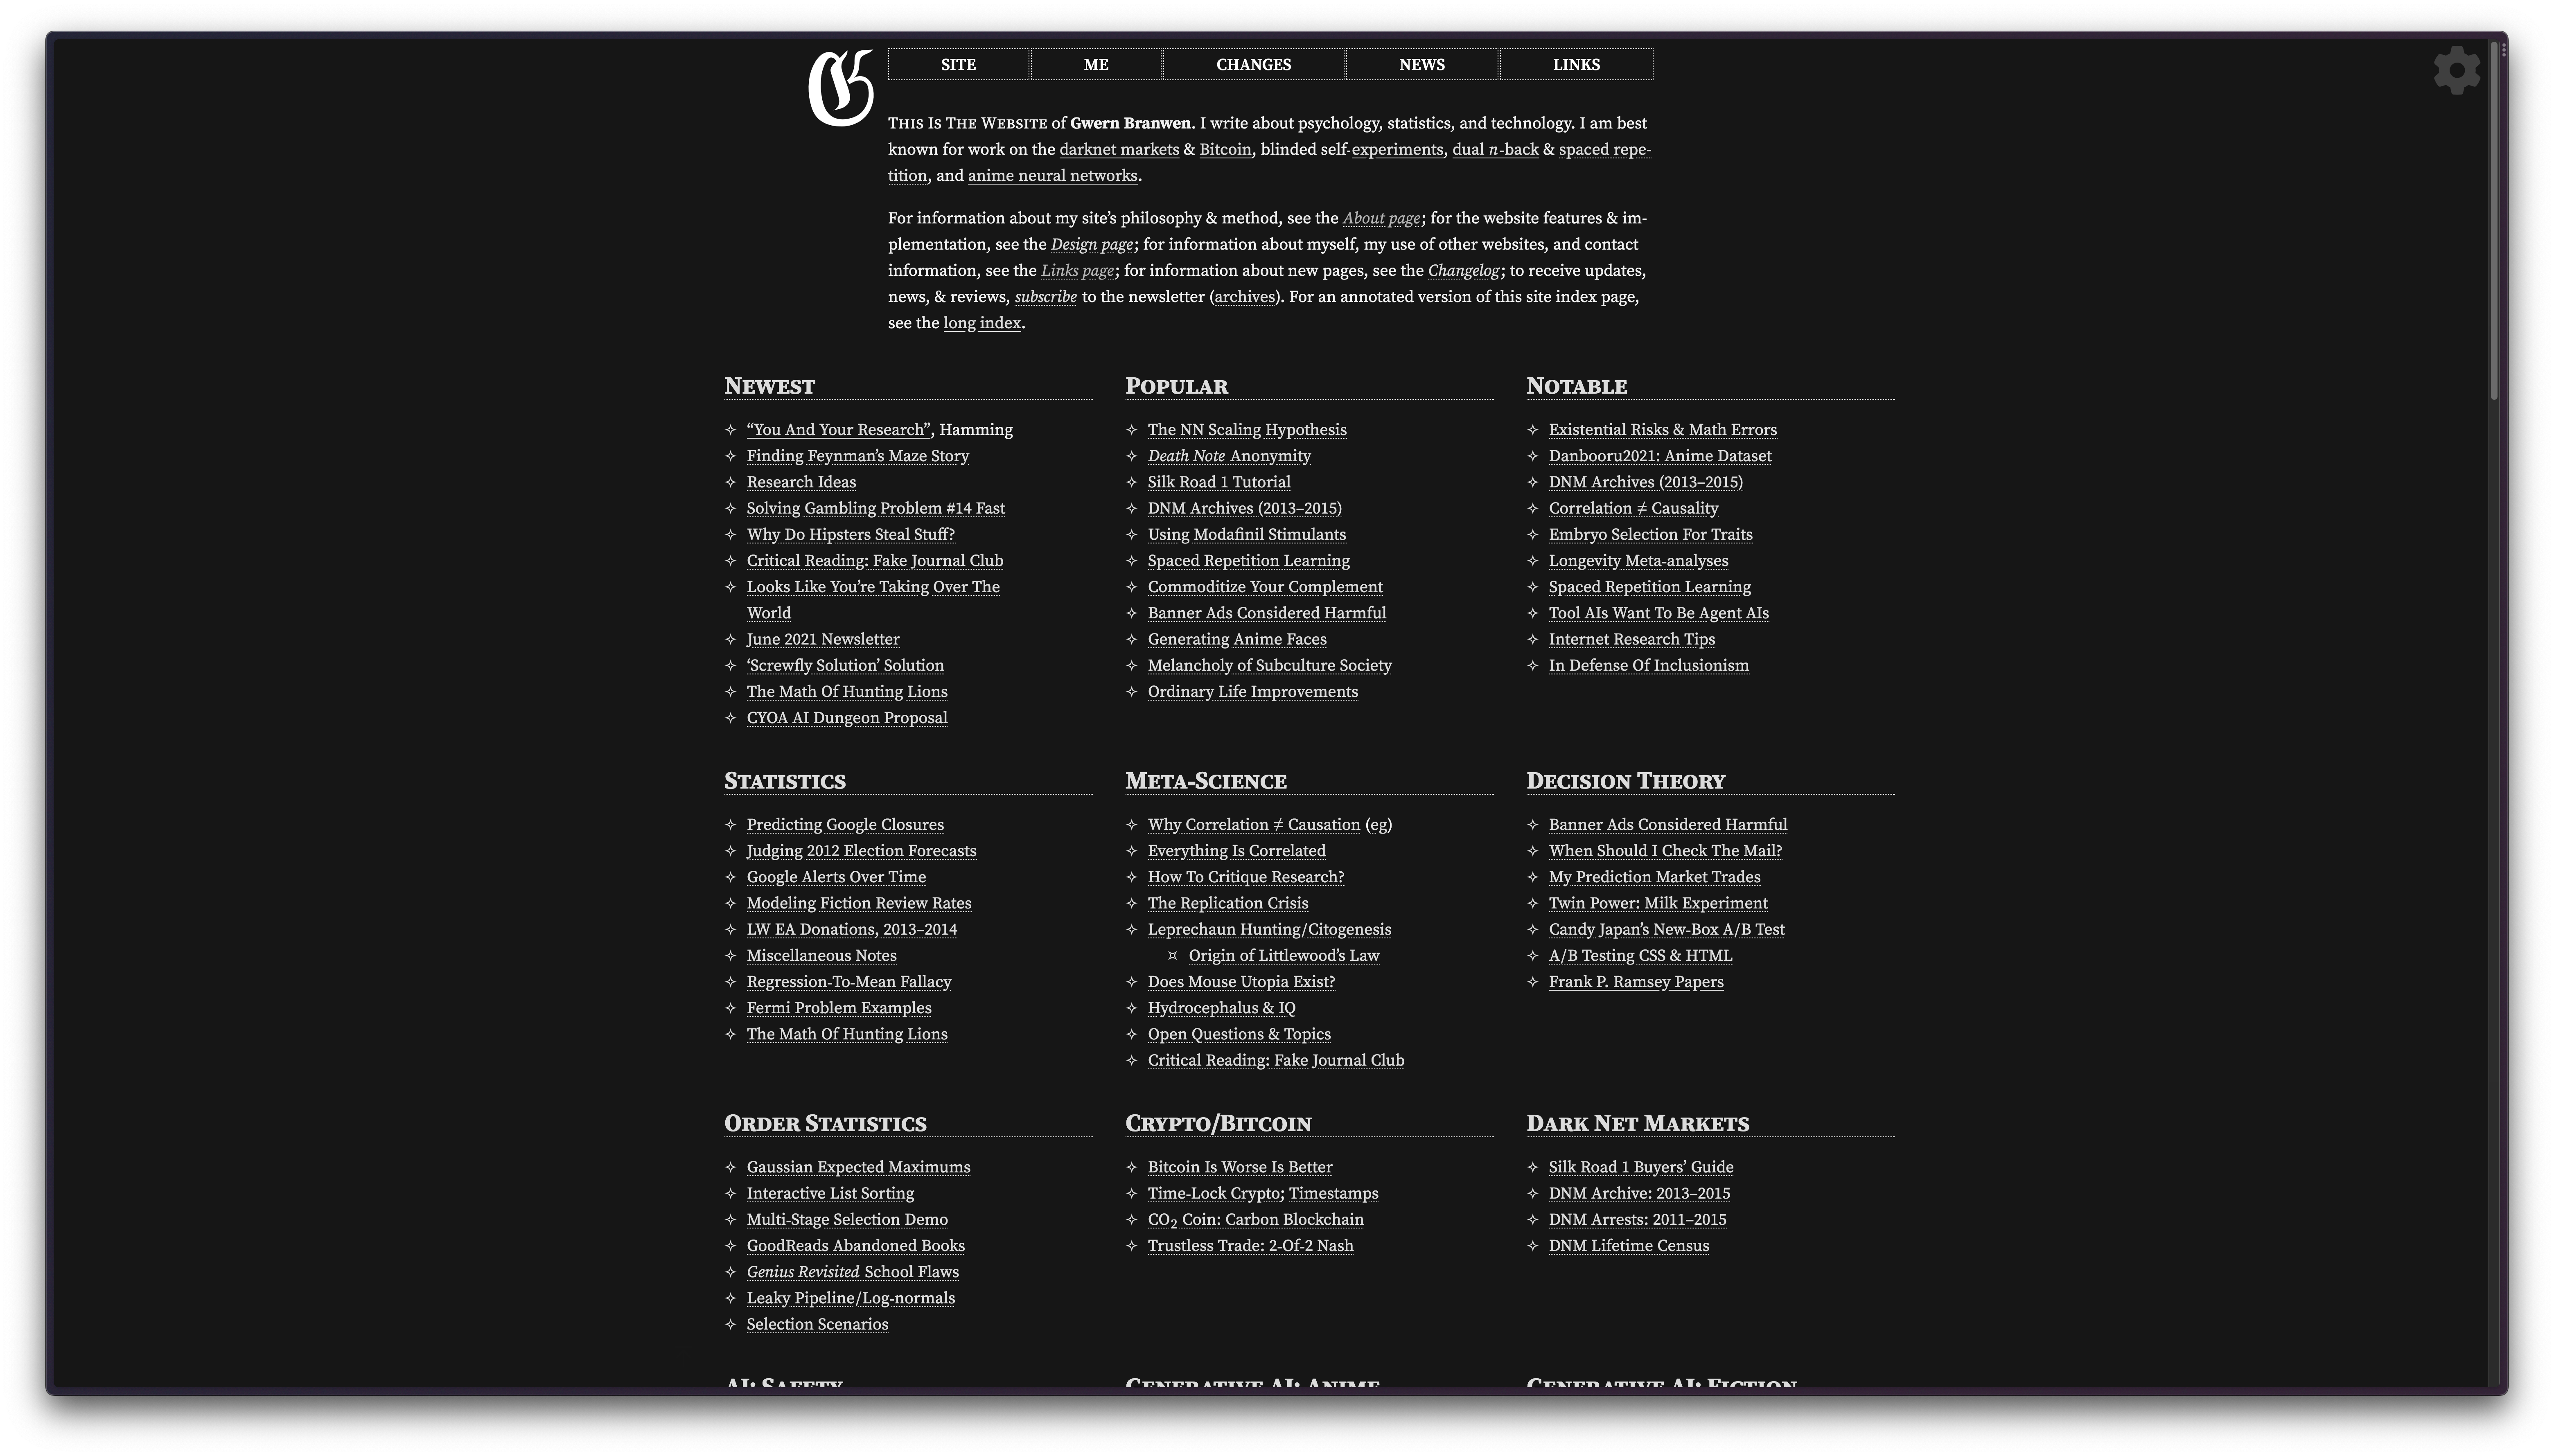 G
SITE
ME
CHANGES
NEWS
LINKS
This Is The Website of Gwern Branwen. I write about psychology, statistics, and technology. I am best
known for work on the darknet markets & Bitcoin, blinded self-experiments, dual n-back & spaced repe-
tition, and anime neural networks.
For information about my site’s philosophy & method, see the About page; for the website features & im-
plementation, see the Design page; for information about myself, my use of other websites, and contact
information, see the Links page; for information about new pages, see the Changelog; to receive updates,
news, & reviews, subscribe to the newsletter (archives). For an annotated version of this site index page,
see the long index.
Newest
“You And Your Research”, Hamming
Finding Feynman’s Maze Story
Research Ideas
Solving Gambling Problem #14 Fast
Why Do Hipsters Steal Stuff?
Critical Reading: Fake Journal Club
Looks Like You’re Taking Over The
World
June 2021 Newsletter
‘Screwfly Solution’ Solution
The Math Of Hunting Lions
CYOA AI Dungeon Proposal
Popular
The NN Scaling Hypothesis
Death Note Anonymity
Silk Road 1 Tutorial
DNM Archives (2013–2015)
Using Modafinil Stimulants
Spaced Repetition Learning
Commoditize Your Complement
Banner Ads Considered Harmful
Generating Anime Faces
Melancholy of Subculture Society
Ordinary Life Improvements
Notable
Existential Risks & Math Errors
Danbooru2021: Anime Dataset
DNM Archives (2013–2015)
Correlation ≠ Causality
Embryo Selection For Traits
Longevity Meta-analyses
Spaced Repetition Learning
Tool AIs Want To Be Agent AIs
Internet Research Tips
In Defense Of Inclusionism
Statistics
Predicting Google Closures
Judging 2012 Election Forecasts
Google Alerts Over Time
Modeling Fiction Review Rates
LW EA Donations, 2013–2014
Miscellaneous Notes
Regression-To-Mean Fallacy
Fermi Problem Examples
The Math Of Hunting Lions
Meta-Science
Why Correlation ≠ Causation (eg)
Everything Is Correlated
How To Critique Research?
The Replication Crisis
Leprechaun Hunting/Citogenesis
Origin of Littlewood’s Law
Does Mouse Utopia Exist?
Hydrocephalus & IQ
Open Questions & Topics
Critical Reading: Fake Journal Club
Decision Theory
Banner Ads Considered Harmful
When Should I Check The Mail?
My Prediction Market Trades
Twin Power: Milk Experiment
Candy Japan’s New-Box A/B Test
A/B Testing CSS & HTML
Frank P. Ramsey Papers
Order Statistics
Gaussian Expected Maximums
Interactive List Sorting
Multi-Stage Selection Demo
GoodReads Abandoned Books
Genius Revisited School Flaws
Leaky Pipeline/Log-normals
Selection Scenarios
Crypto/Bitcoin
Bitcoin Is Worse Is Better
Time-Lock Crypto; Timestamps
CO₂ Coin: Carbon Blockchain
Trustless Trade: 2-Of-2 Nash
Dark Net Markets
Silk Road 1 Buyers’ Guide
DNM Archive: 2013–2015
DNM Arrests: 2011–2015
DNM Lifetime Census
AI: Safety
Generative AI: Anime
Generative AI: Fiction